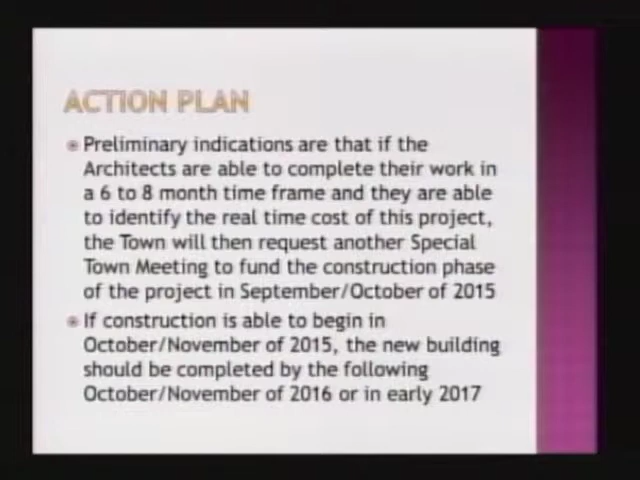 ACTION PLAN
Preliminary indications are that if the
Architects are able to complete their work in
a 6 to 8 month time frame and they are able
to identify the real time cost of this project,
the Town will then request another Special
Town Meeting to fund the construction phase
of the project in September/October of 2015
If construction is able to begin in
October/November of 2015, the new building
should be completed by the following
October/November of 2016 or in early 2017